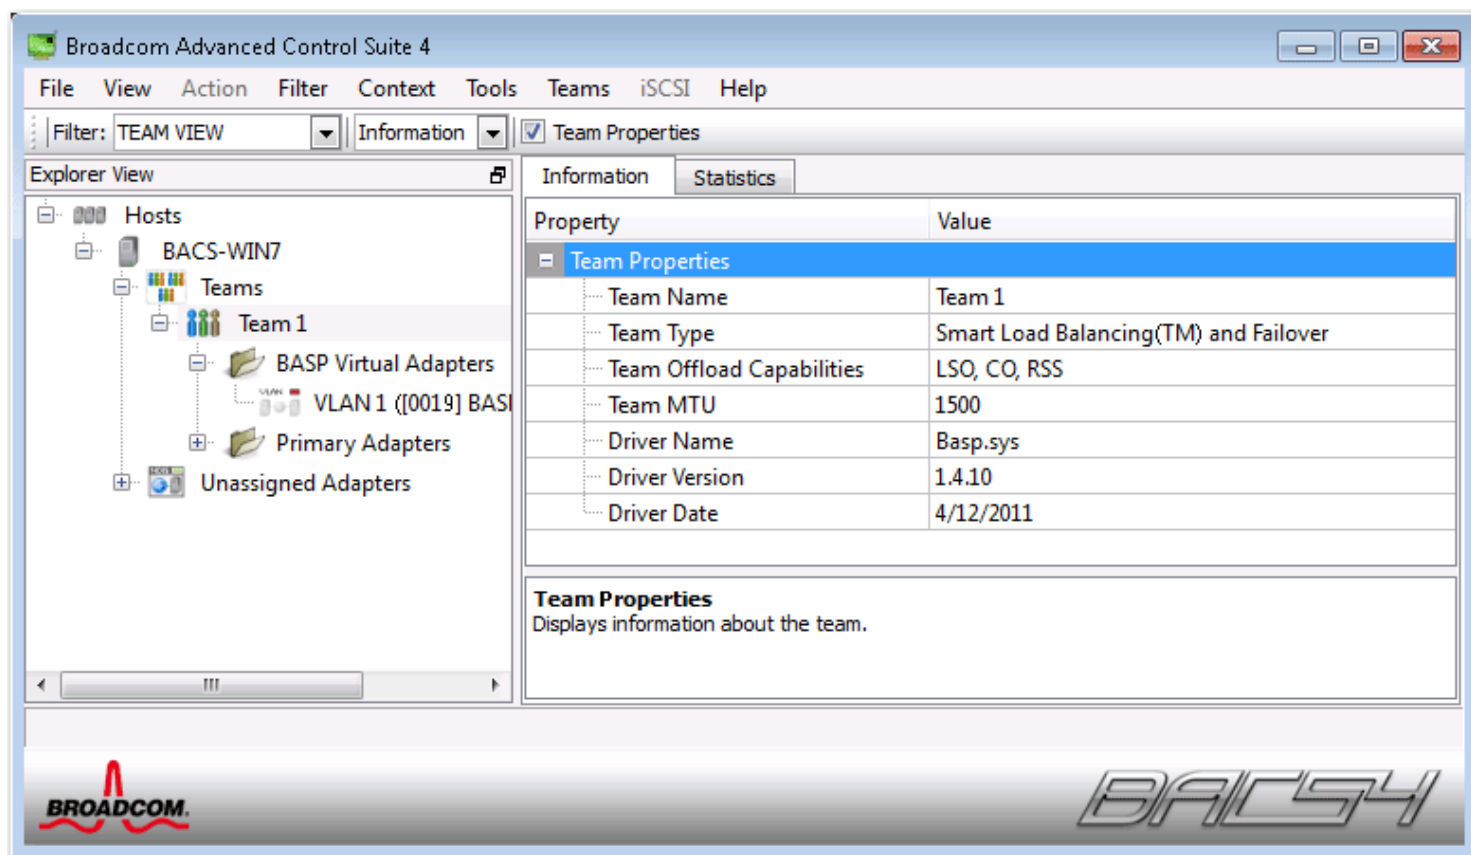 Broadcom Advanced Control Suite 4
File View Action Filter Context Tools Teams iSCSI Help
Filter: TEAM VIEW Information Team Properties
Explorer View
Hosts
BACS-WIN7
Teams
Team 1
BASP Virtual Adapters
VLAN 1 ([0019] BASI
Primary Adapters
Unassigned Adapters
Information Statistics
Property Value
Team Properties
Team Name Team 1
Team Type Smart Load Balancing(TM) and Failover
Team Offload Capabilities LSO, CO, RSS
Team MTU 1500
Driver Name Basp.sys
Driver Version 1.4.10
Driver Date 4/12/2011
Team Properties
Displays information about the team.
BROADCOM.
BACS4